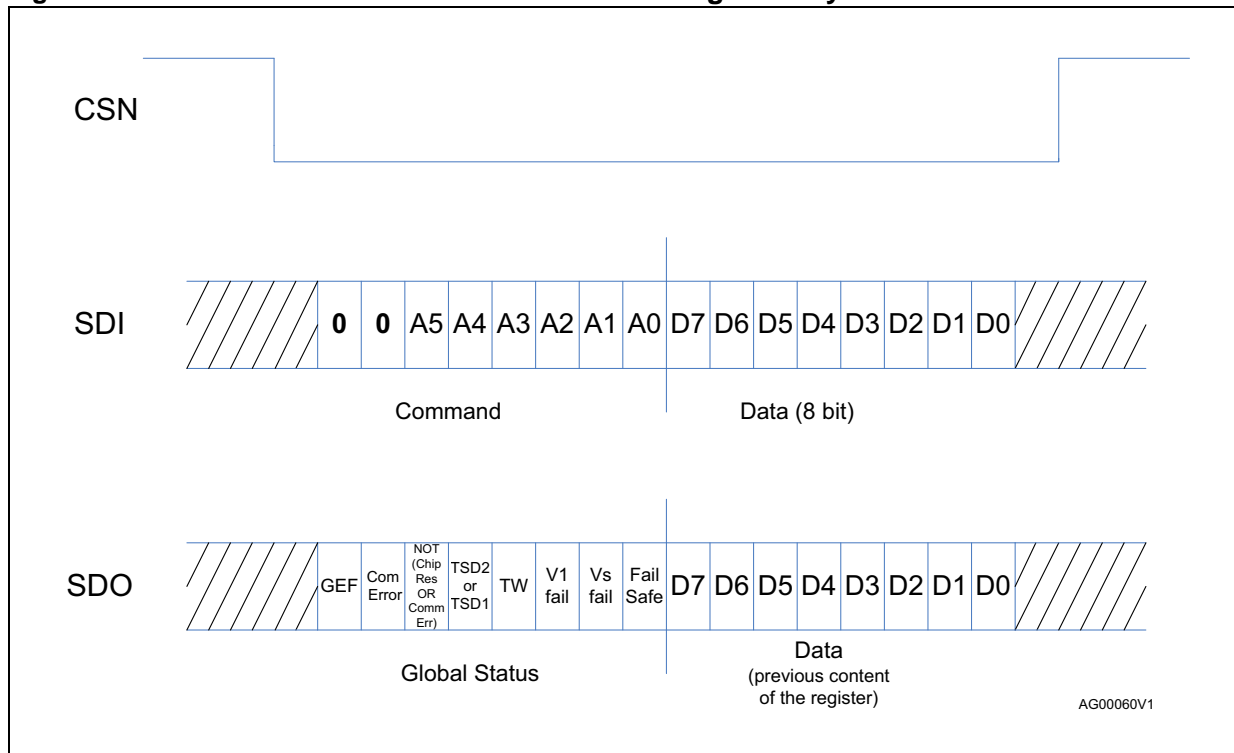 CSN
SDI
0 0 A5 A4 A3 A2 A1 A0 D7 D6 D5 D4 D3 D2 D1 D0
Command
Data (8 bit)
SDO
GEF
Com
Error
NOT
(Chip
Res
OR
Comm
Err)
TSD2
or
TSD1
TW
V1
fail
Vs
fail
Fail
Safe
D7 D6 D5 D4 D3 D2 D1 D0
Global Status
Data
(previous content
of the register)
AG00060V1